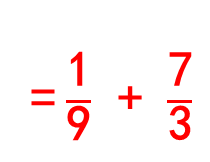 = 1/9 + 7/3